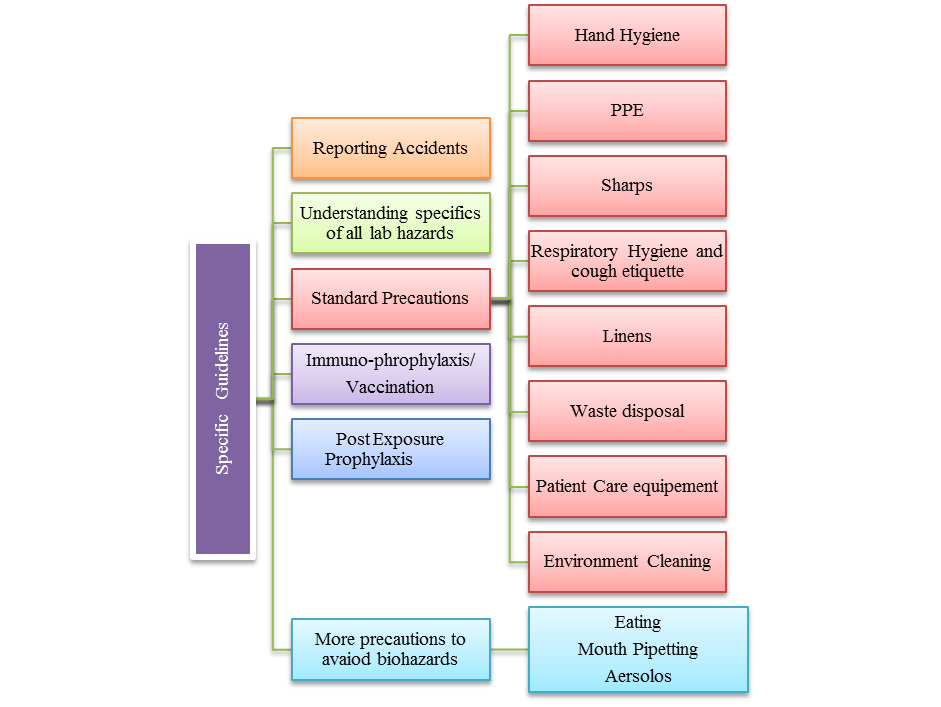 Specific Guidelines
Reporting Accidents
Understanding specifics
of all lab hazards
Standard Precautions
Immuno-phrophylaxis/
Vaccination
Post Exposure
Prophylaxis
More precautions to
avaiod biohazards
Hand Hygiene
PPE
Sharps
Respiratory Hygiene and
cough etiquette
Linens
Waste disposal
Patient Care equipement
Environment Cleaning
Eating
Mouth Pipetting
Aersolos